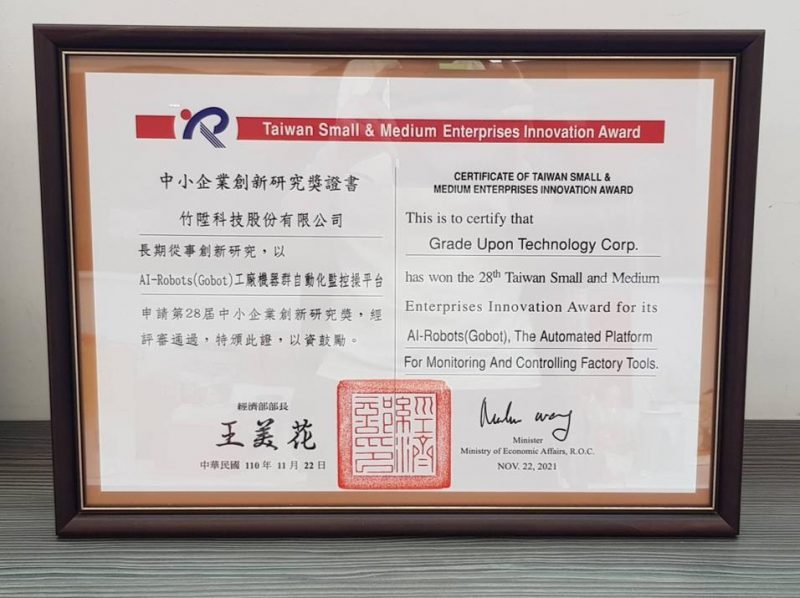 Taiwan Small & Medium Enterprises Innovation Award
中小企業創新研究獎證書
竹陞科技股份有限公司
長期從事創新研究，以
AI-Robots(Gobot)工廠機器群自動化監控操平台
申請第28屆中小企業創新研究獎，經
評審通過，特頒此證，以資鼓勵。
經濟部部長
王美花
中華民國 110 年 11 月 22 日
CERTIFICATE OF TAIWAN SMALL &
MEDIUM ENTERPRISES INNOVATION AWARD
This is to certify that
Grade Upon Technology Corp.
has won the 28th Taiwan Small and Medium
Enterprises Innovation Award for its
AI-Robots(Gobot), The Automated Platform
For Monitoring And Controlling Factory Tools.
Minister
Ministry of Economic Affairs, R.O.C.
NOV. 22, 2021